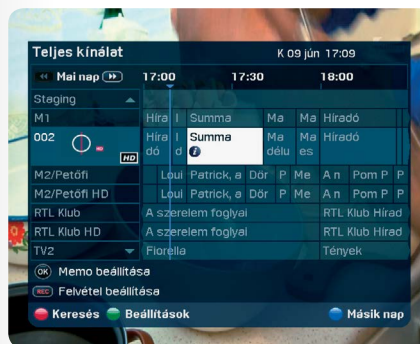 Teljes kínálat K 09 jún 17:09
Mai nap 17:00 17:30 18:00
Staging
M1 Híra I Summa Ma Ma Híradó
002 HD Híra dó I d Summa i Ma délu Ma es Híradó
M2/Petőfi Loui Patrick, a Dör P Me A n Pom P P
M2/Petőfi HD Loui Patrick, a Dör P Me A n Pom P P
RTL Klub A szerelem foglyai RTL Klub Hírad
RTL Klub HD A szerelem foglyai RTL Klub Hírad
TV2 Fiorella Tények
OK Memo beállítása
REC Felvétel beállítása
Keresés Beállítások Másik nap